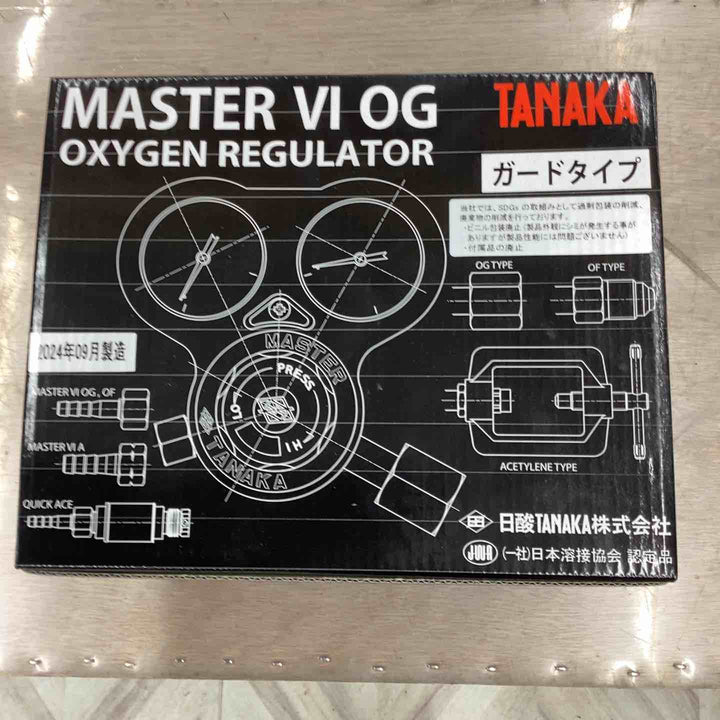 MASTER VI OG
TANAKA
OXYGEN REGULATOR
ガードタイプ
当社では、SDGsの取組みとして過剰包装の削減、
廃棄物の削減を行っております。
・ビニル包装廃止(製品外観にシミが発生する事が
ありますが製品性能には問題ございません)
・付属品の廃止
OG TYPE
OF TYPE
2024年09月製造
MASTER
PRESS
LO
HI
TANAKA
MASTER VI OG, OF
MASTER VI A
QUICK ACE
ACETYLENE TYPE
日酸TANAKA株式会社
JWA (一社)日本溶接協会 認定品